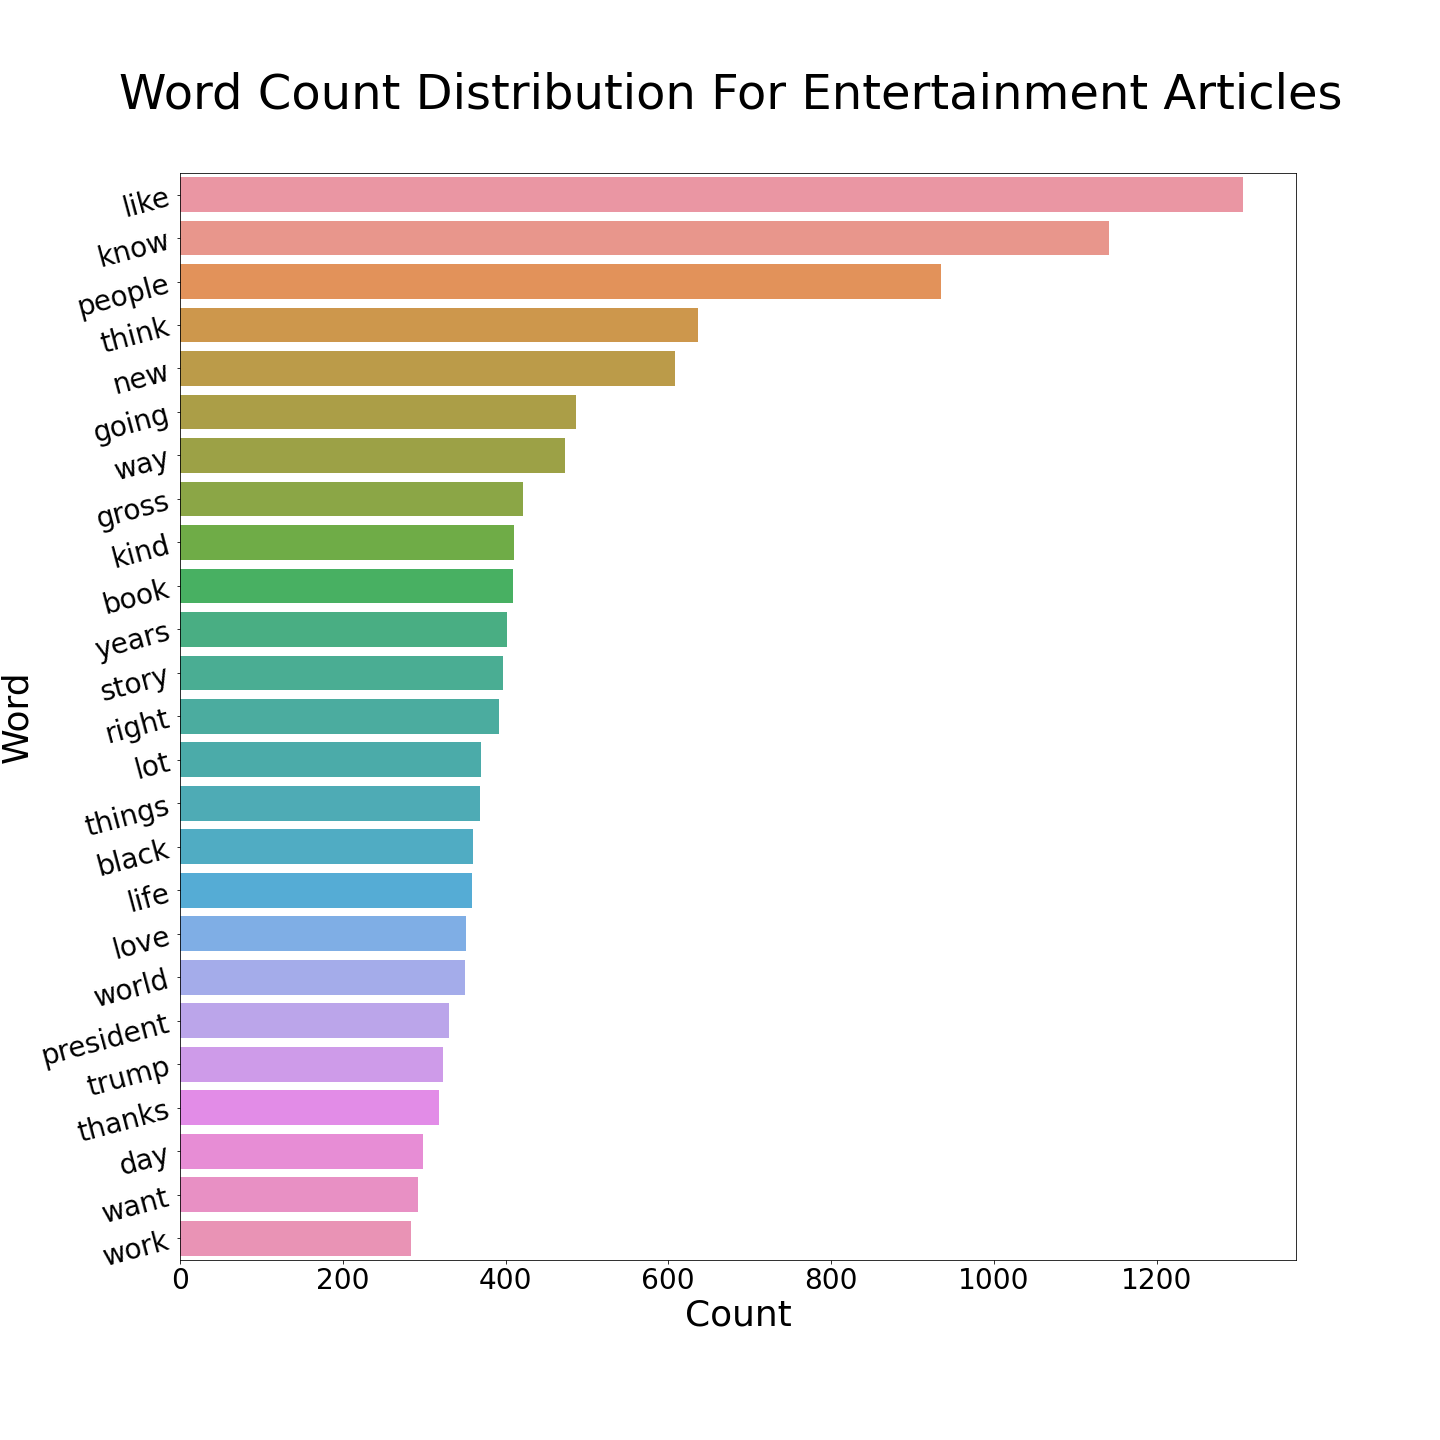 Word Count Distribution For Entertainment Articles
like
know
people
think
new
going
way
gross
kind
book
years
story
right
lot
things
black
life
love
world
president
trump
thanks
day
want
work
Word
0 200 400 600 800 1000 1200
Count